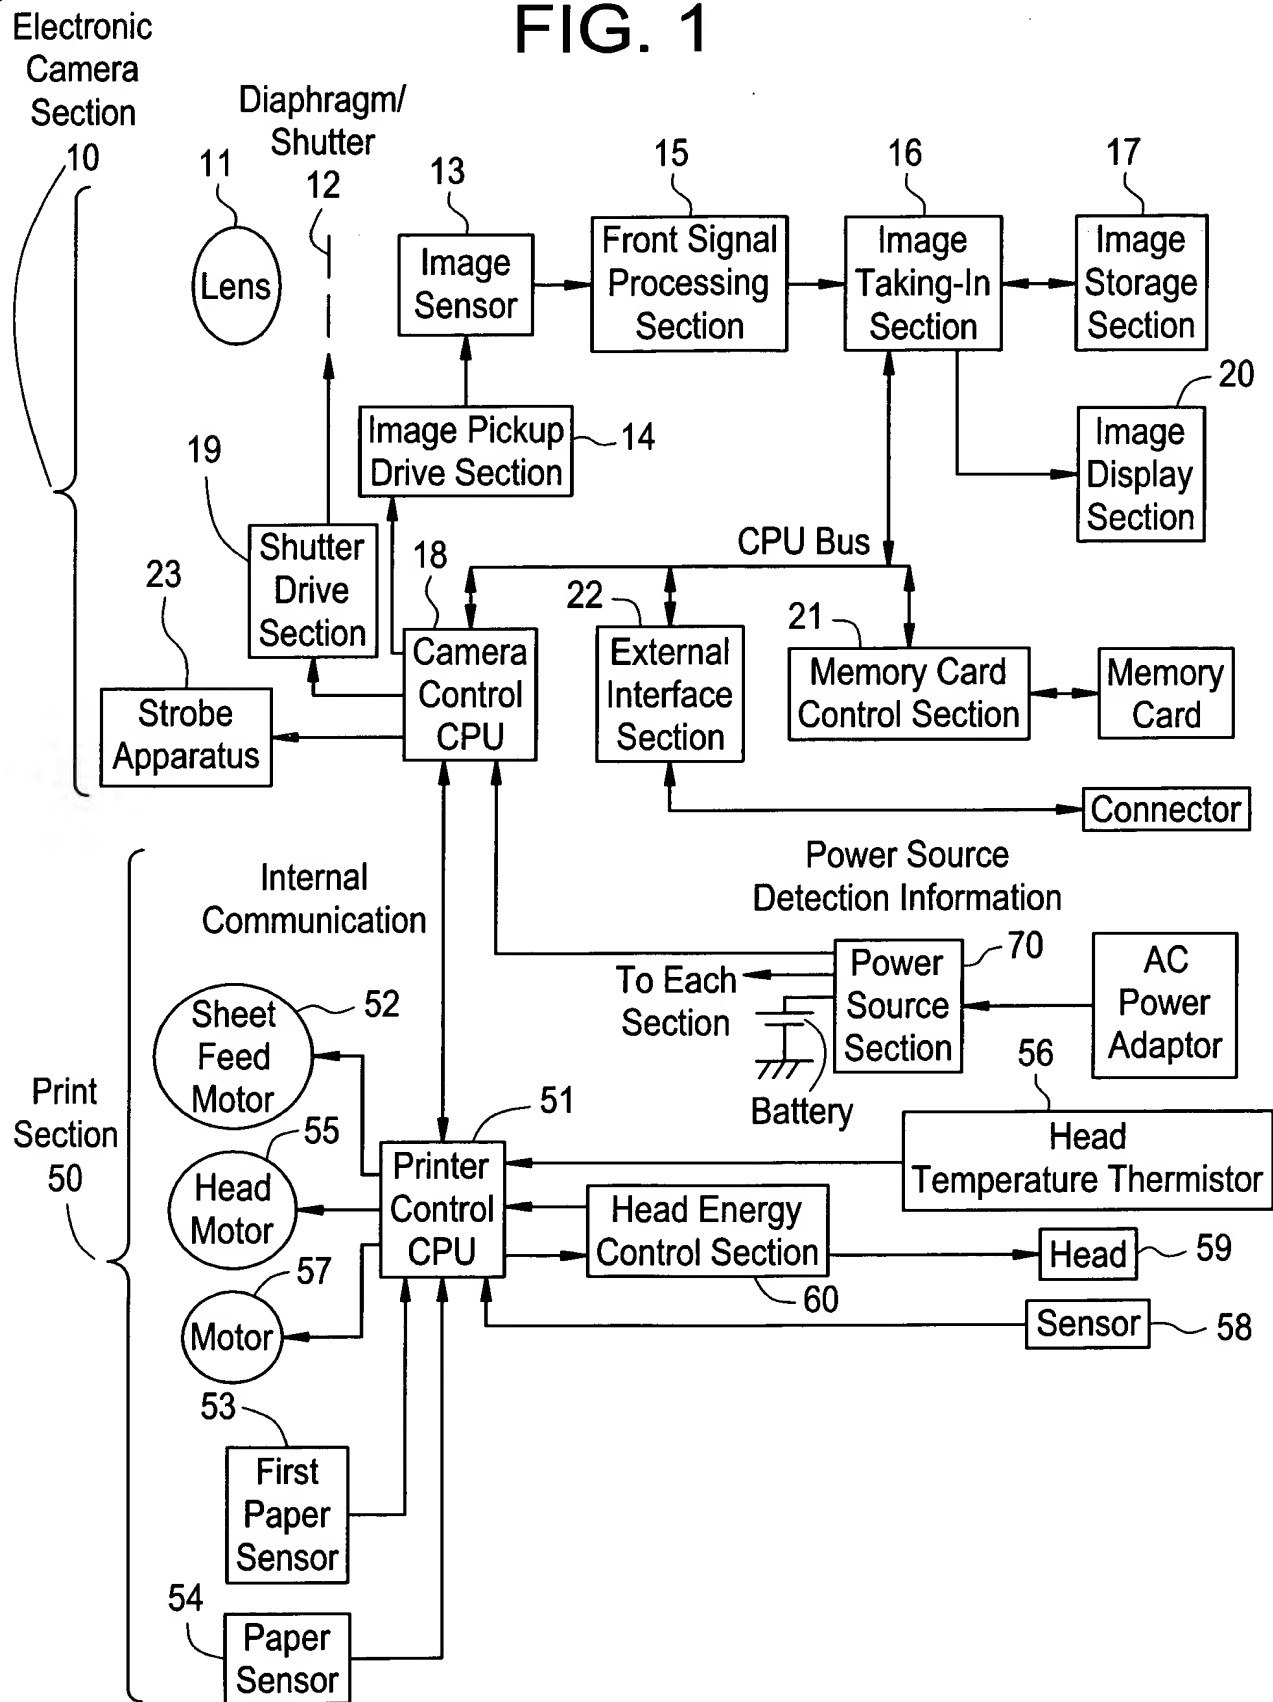 FIG. 1
Electronic
Camera
Section
10
Diaphragm/
Shutter
12
11
Lens
13
Image
Sensor
15
Front Signal
Processing
Section
16
Image
Taking-In
Section
17
Image
Storage
Section
20
Image
Display
Section
Image Pickup
Drive Section
14
19
Shutter
Drive
Section
23
Strobe
Apparatus
18
Camera
Control
CPU
CPU Bus
22
External
Interface
Section
21
Memory Card
Control Section
Memory
Card
Connector
Internal
Communication
Power Source
Detection Information
70
Power
Source
Section
To Each
Section
Battery
AC
Power
Adaptor
Print
Section
50
52
Sheet
Feed
Motor
55
Head
Motor
57
Motor
51
Printer
Control
CPU
56
Head
Temperature Thermistor
Head Energy
Control Section
60
Head
59
Sensor
58
53
First
Paper
Sensor
54
Paper
Sensor